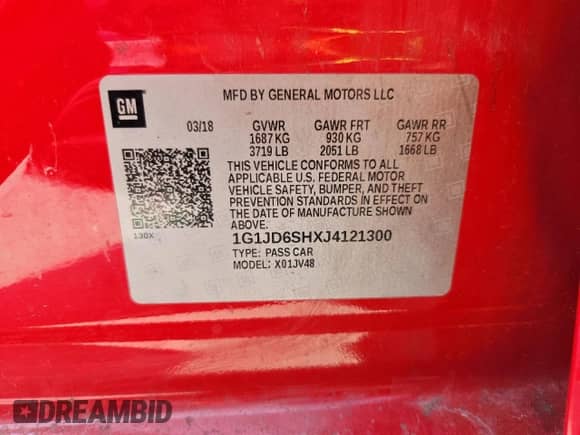 GM
MFD BY GENERAL MOTORS LLC
03/18 GVWR GAWR FRT GAWR RR
1687 KG 930 KG 757 KG
3719 LB 2051 LB 1668 LB
THIS VEHICLE CONFORMS TO ALL
APPLICABLE U.S. FEDERAL MOTOR
VEHICLE SAFETY, BUMPER, AND THEFT
PREVENTION STANDARDS IN EFFECT ON
THE DATE OF MANUFACTURE SHOWN
ABOVE.
130X
1G1JD6SHXJ4121300
TYPE: PASS CAR
MODEL: X01JV48
DREAMBID